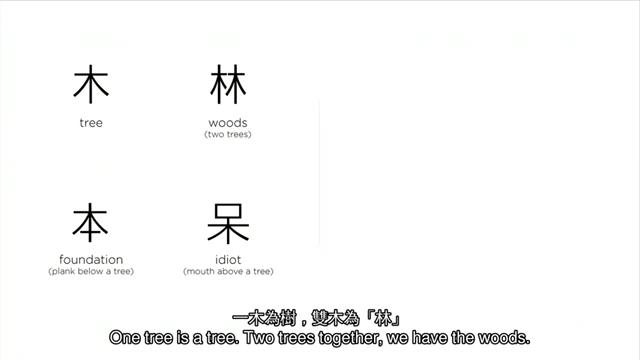 木 林
tree woods
(two trees)
本 呆
foundation idiot
(plank below a tree) (mouth above a tree)
一木為樹，雙木為「林」
One tree is a tree. Two trees together, we have the woods.